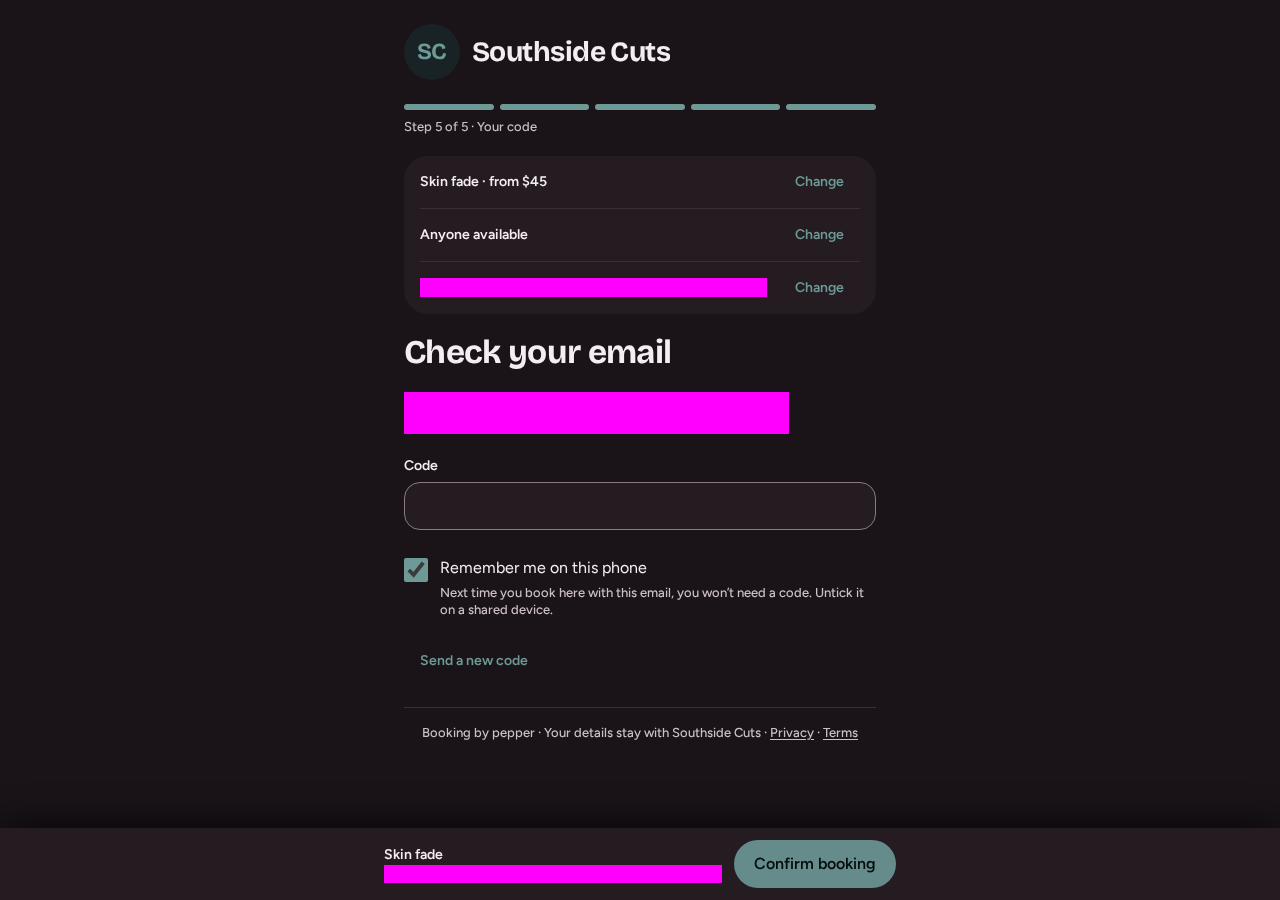 SC
Southside Cuts
Step 5 of 5 · Your code
Skin fade · from $45
Change
Anyone available
Change
Change
Check your email
Code
Remember me on this phone
Next time you book here with this email, you won’t need a code. Untick it
on a shared device.
Send a new code
Booking by pepper · Your details stay with Southside Cuts · Privacy · Terms
Skin fade
Confirm booking